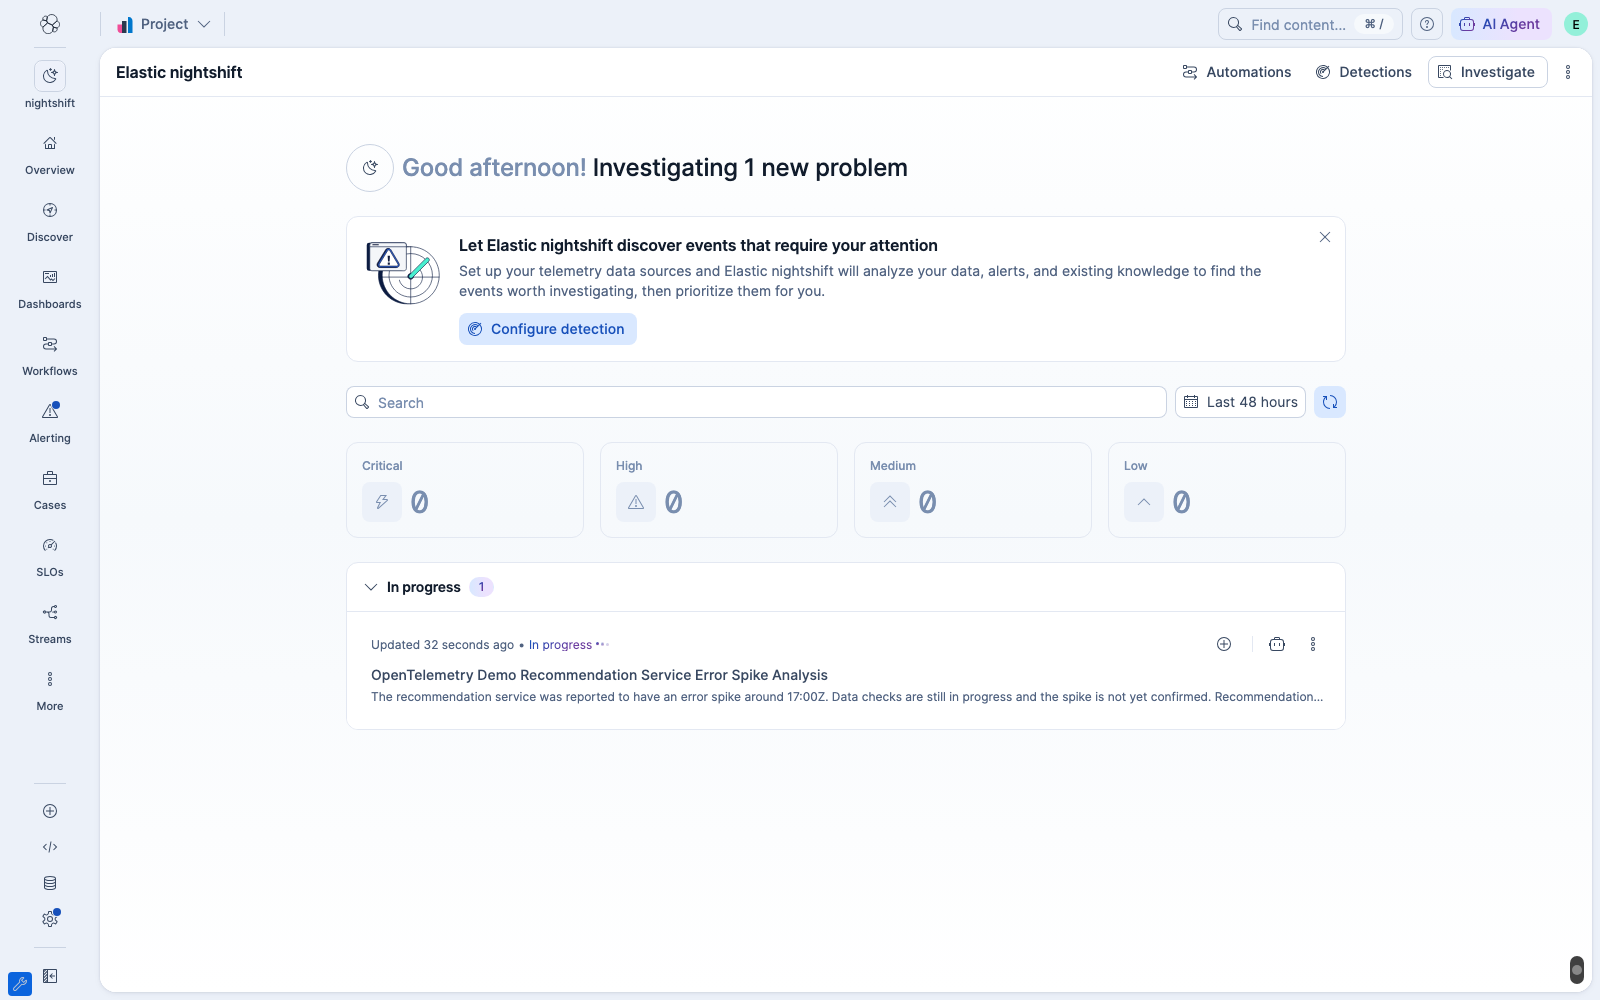 Project
Find content...
⌘ /
AI Agent
E
Elastic nightshift
Automations
Detections
Investigate
nightshift
Overview
Discover
Dashboards
Workflows
Alerting
Cases
SLOs
Streams
More
Good afternoon! Investigating 1 new problem
Let Elastic nightshift discover events that require your attention
Set up your telemetry data sources and Elastic nightshift will analyze your data, alerts, and existing knowledge to find the
events worth investigating, then prioritize them for you.
Configure detection
Search
Last 48 hours
Critical
0
High
0
Medium
0
Low
0
In progress 1
Updated 32 seconds ago • In progress
OpenTelemetry Demo Recommendation Service Error Spike Analysis
The recommendation service was reported to have an error spike around 17:00Z. Data checks are still in progress and the spike is not yet confirmed. Recommendation...